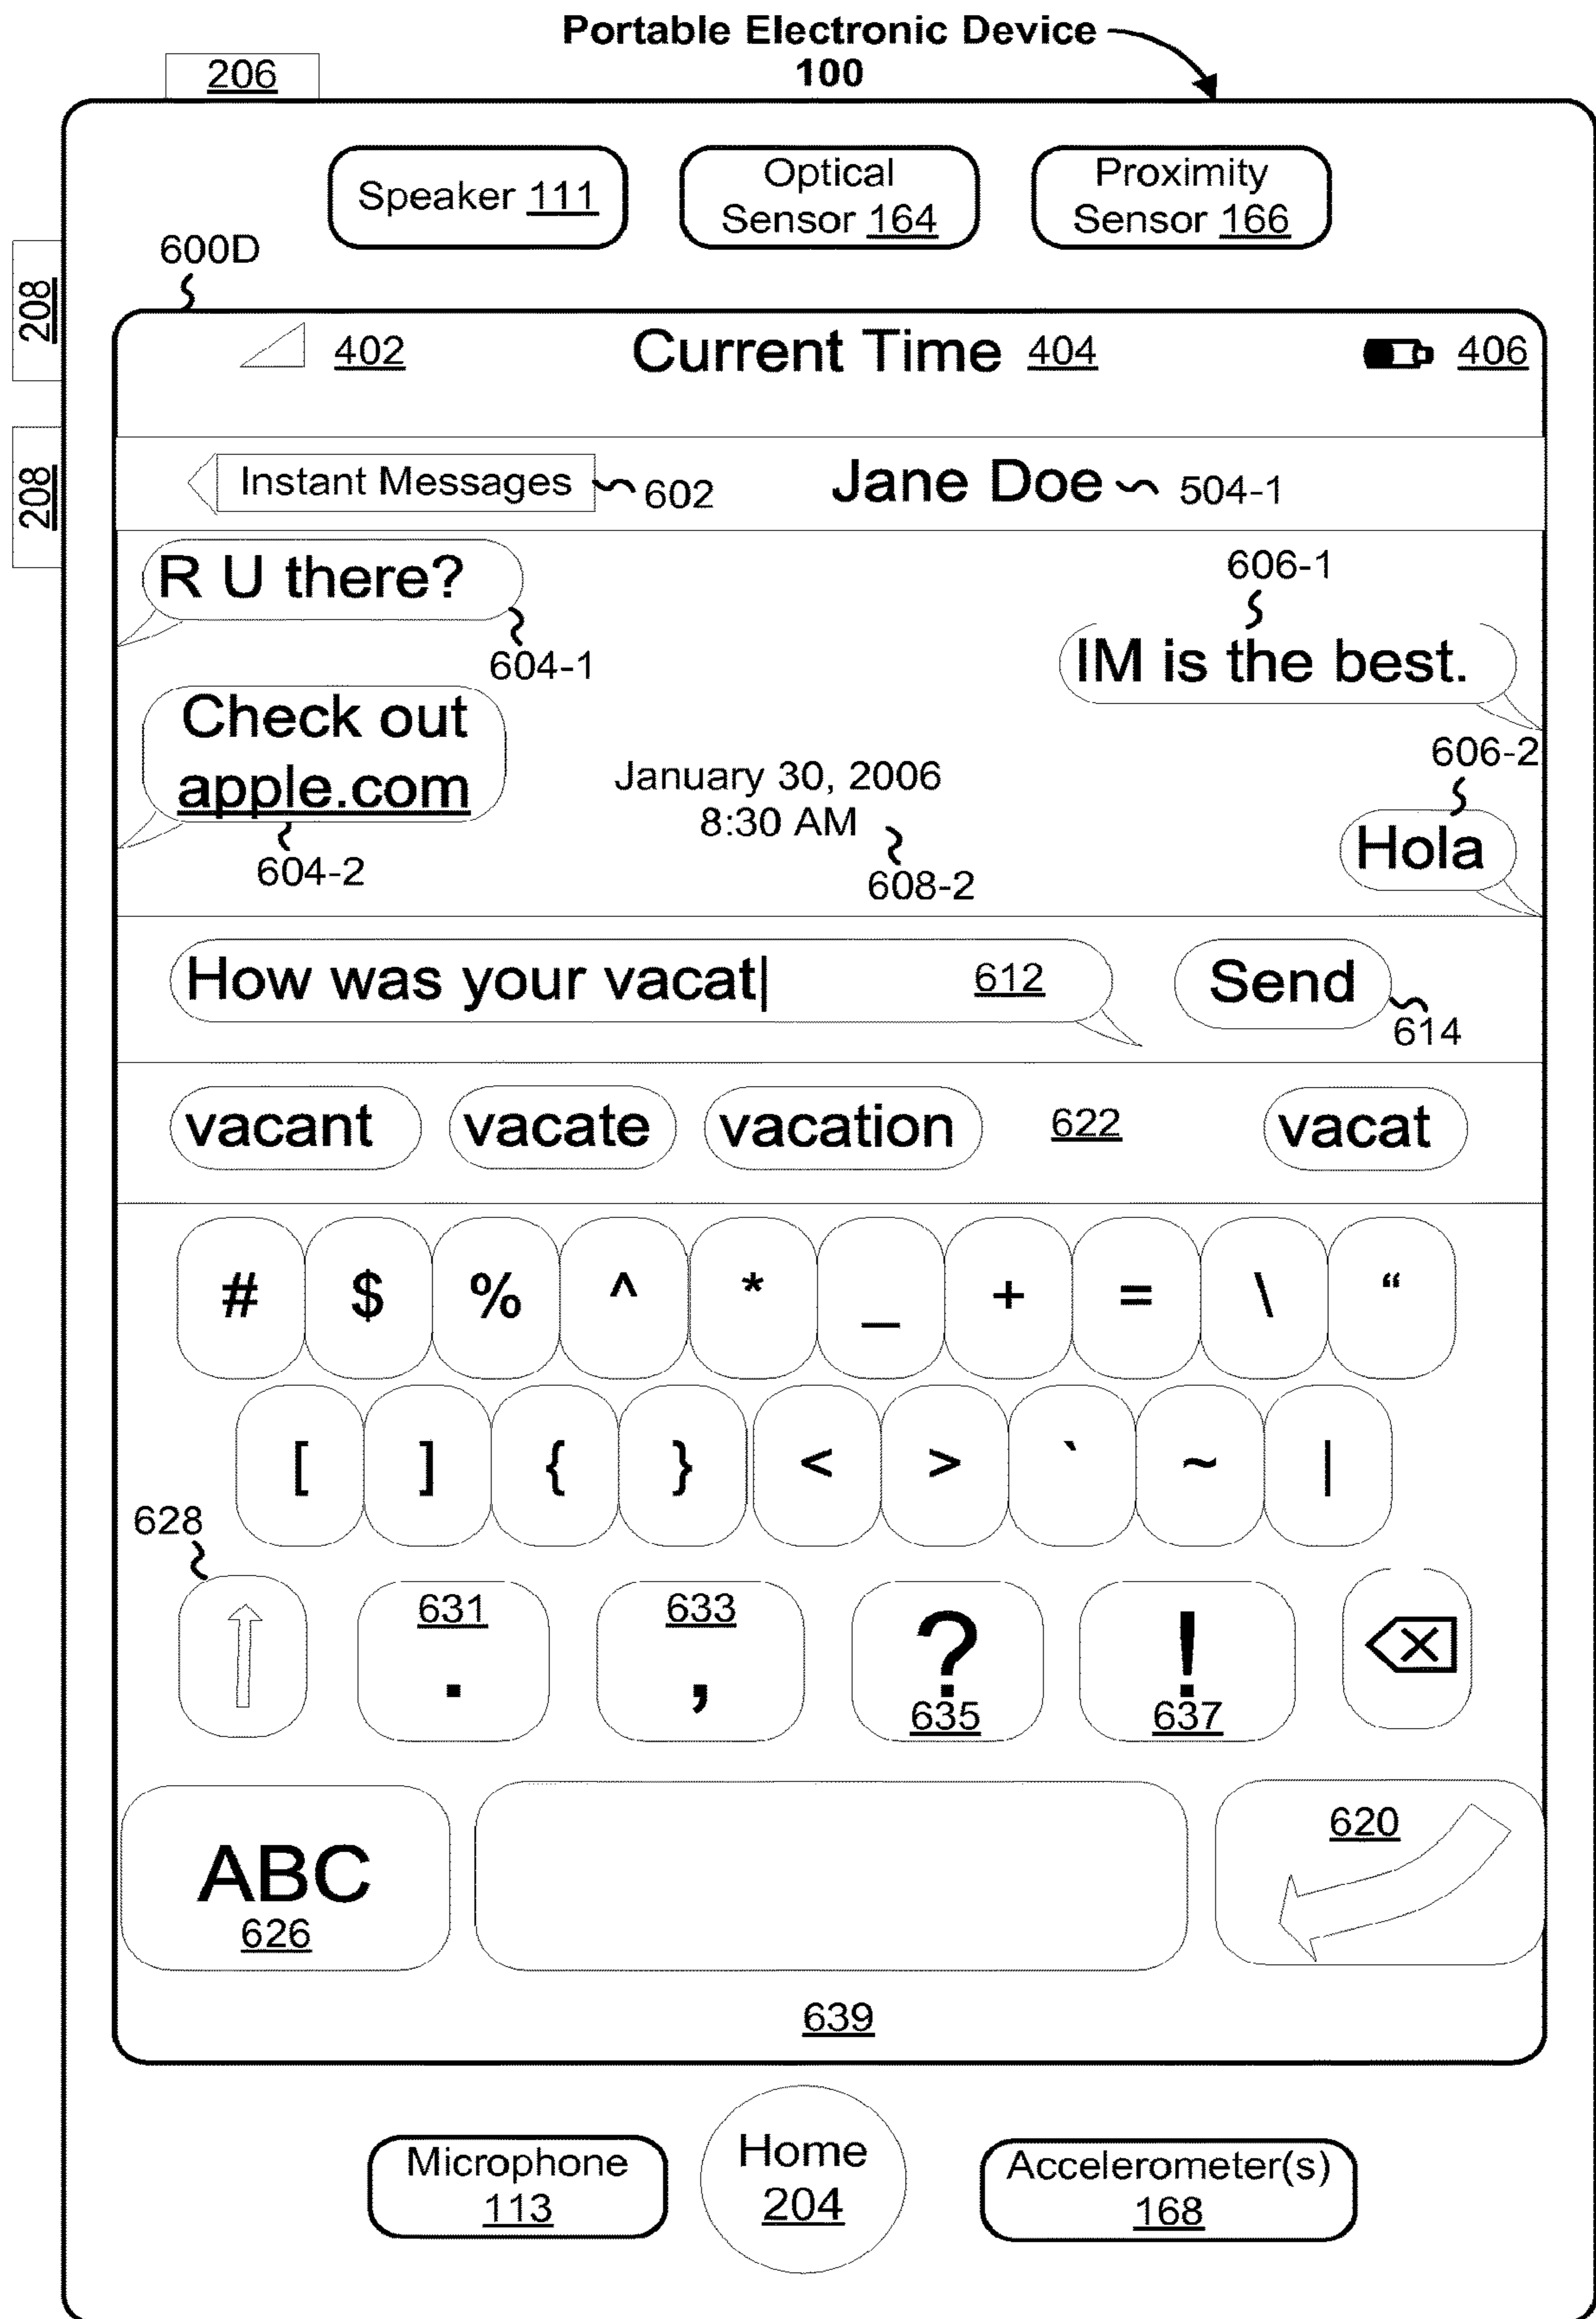 Portable Electronic Device
100
206
Speaker 111
Optical
Sensor 164
Proximity
Sensor 166
600D
208
402
Current Time 404
406
208
Instant Messages
602
Jane Doe
504-1
R U there?
604-1
606-1
IM is the best.
Check out
apple.com
604-2
January 30, 2006
8:30 AM
608-2
606-2
Hola
How was your vacat|
612
Send
614
vacant vacate vacation 622 vacat
# $ % ^ * _ + = \ “
[ ] { } < > ` ~ |
628
631
.
633
,
?
635
!
637
ABC
626
620
639
Microphone
113
Home
204
Accelerometer(s)
168